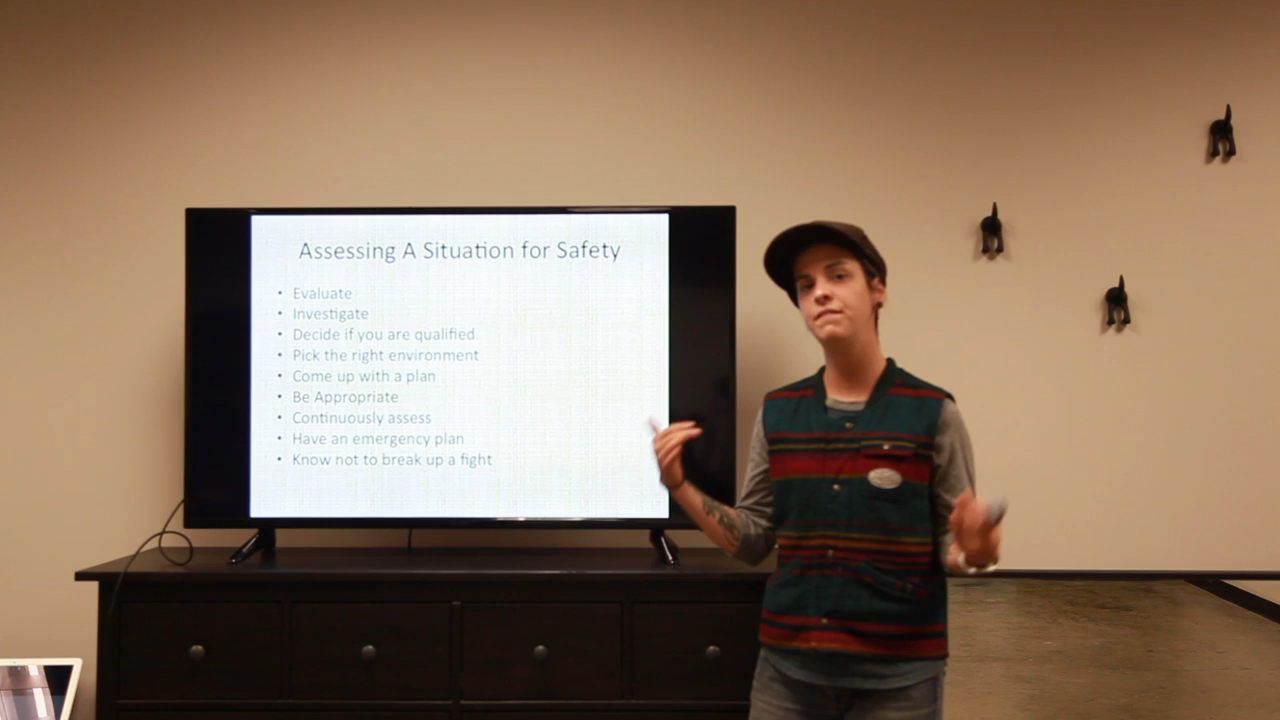 Assessing A Situation for Safety
• Evaluate
• Investigate
• Decide if you are qualified
• Pick the right environment
• Come up with a plan
• Be Appropriate
• Continuously assess
• Have an emergency plan
• Know not to break up a fight